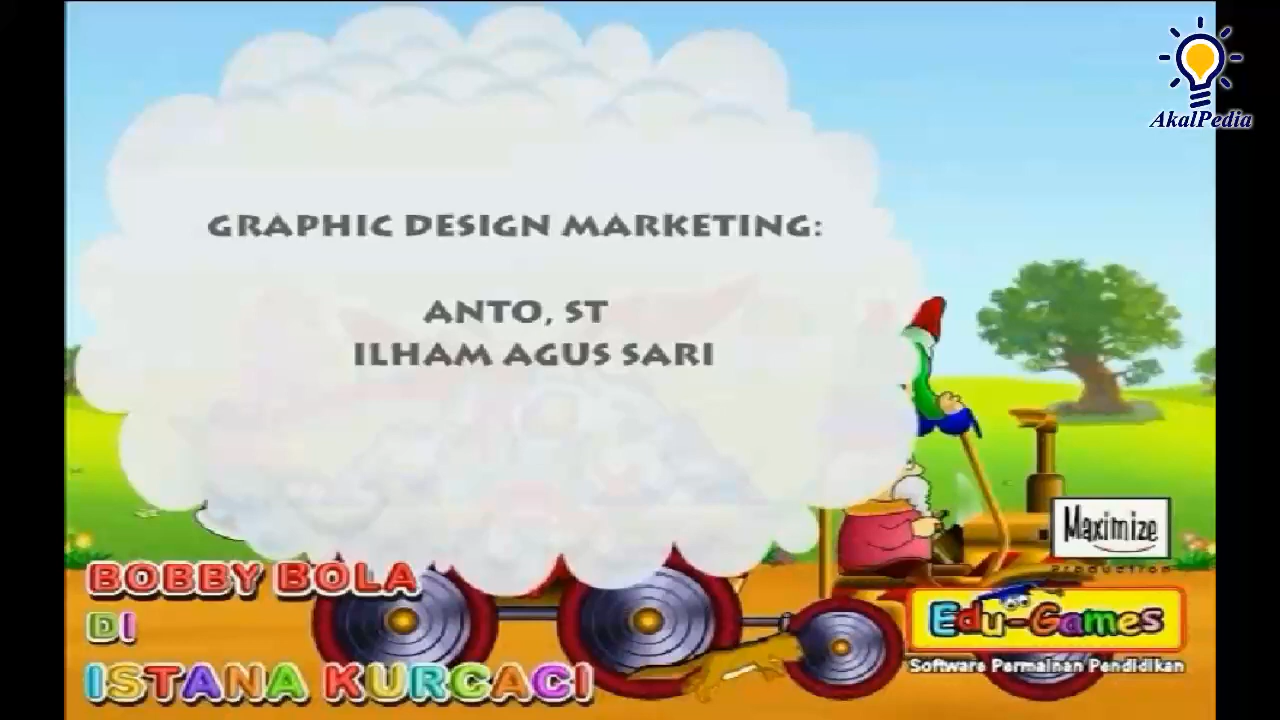 AkalPedia
GRAPHIC DESIGN MARKETING:
ANTO, ST
ILHAM AGUS SARI
Maximize
Production
BOBBY BOLA
DI
ISTANA KURCACI
Edu-Games
Software Permainan Pendidikan